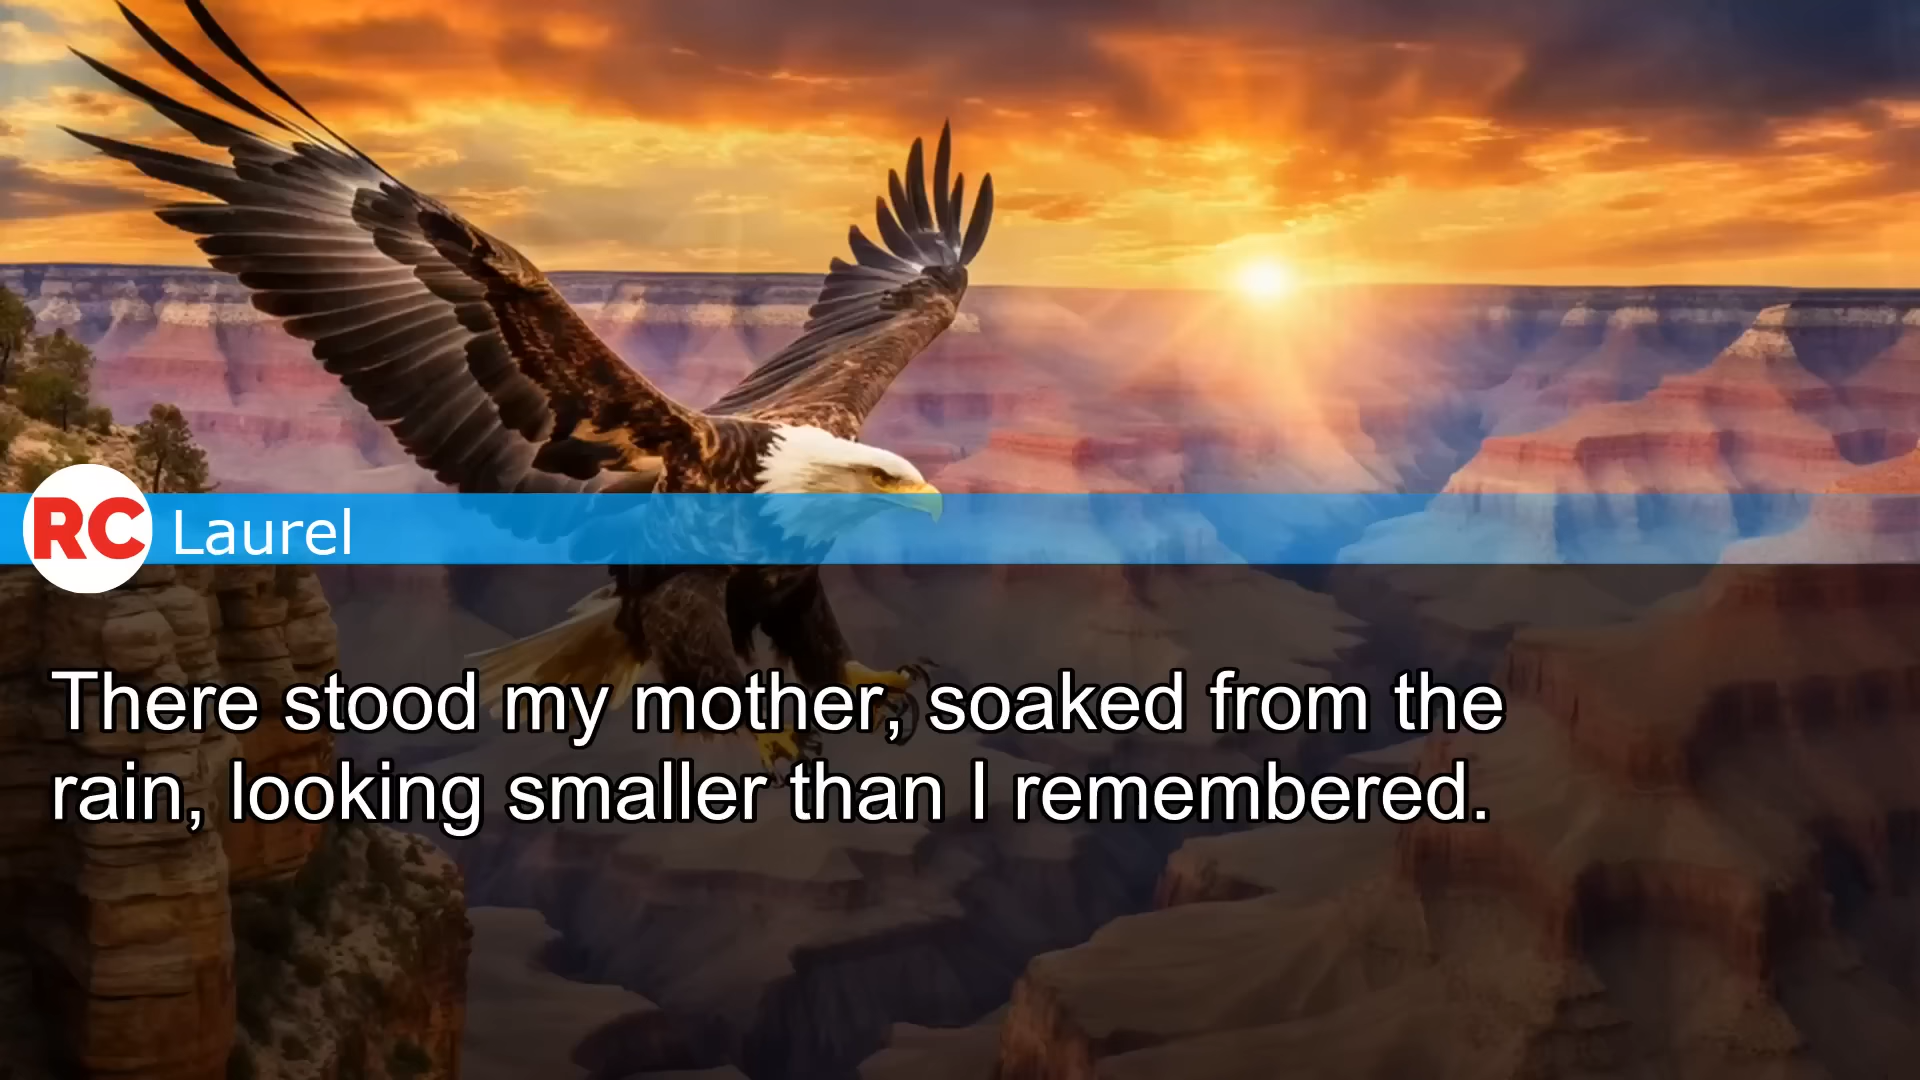 RC Laurel
There stood my mother, soaked from the
rain, looking smaller than I remembered.